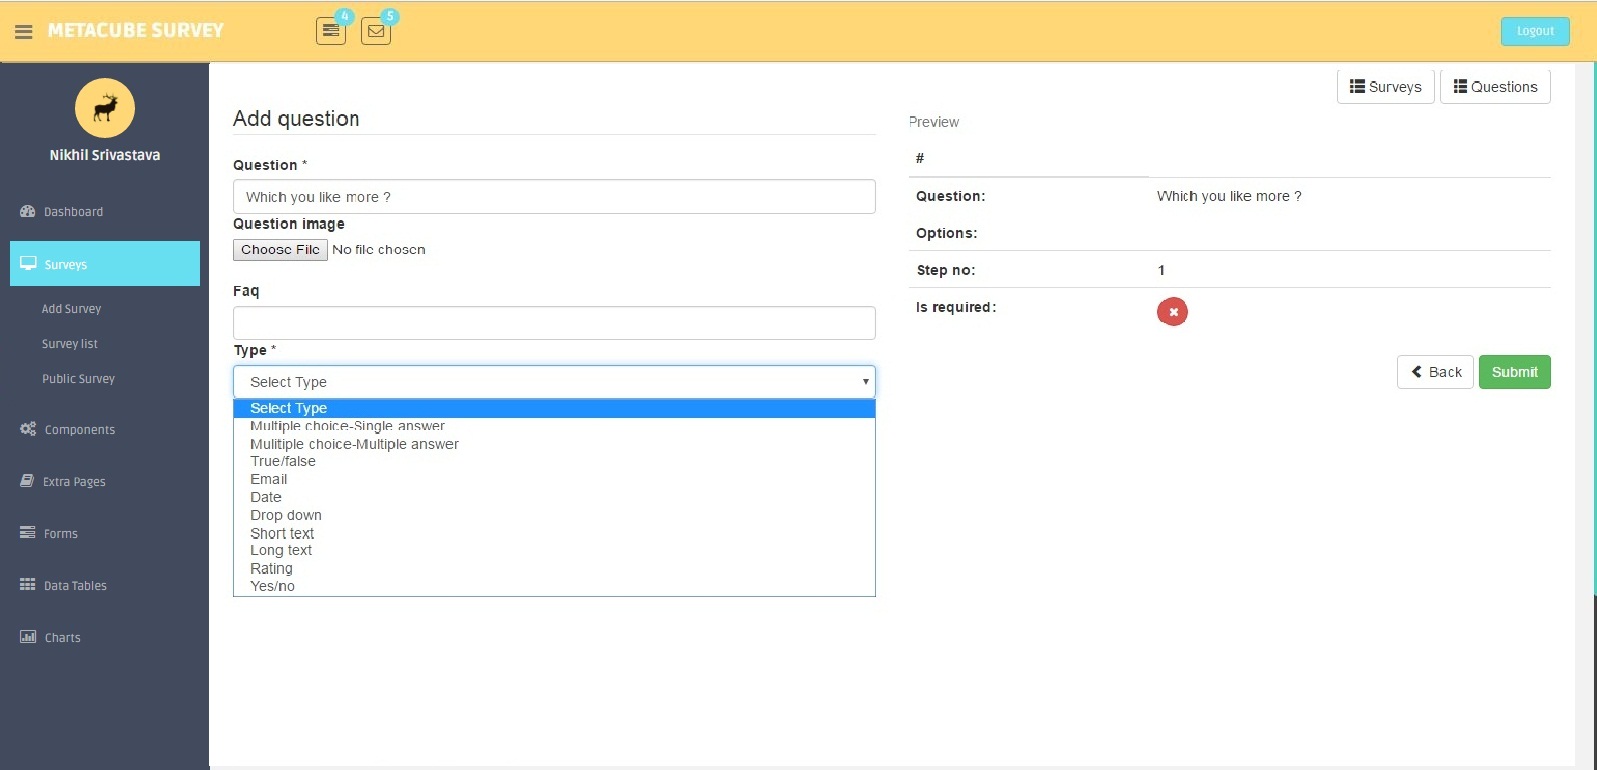 METACUBE SURVEY
4
5
Logout
Nikhil Srivastava
Dashboard
Surveys
Add Survey
Survey list
Public Survey
Components
Extra Pages
Forms
Data Tables
Charts
Surveys
Questions
Add question
Question *
Which you like more ?
Question image
Choose File No file chosen
Faq
Type *
Select Type
Select Type
Multiple choice-Single answer
Mulitiple choice-Multiple answer
True/false
Email
Date
Drop down
Short text
Long text
Rating
Yes/no
Preview
#
Question: Which you like more ?
Options:
Step no: 1
Is required:
Back
Submit